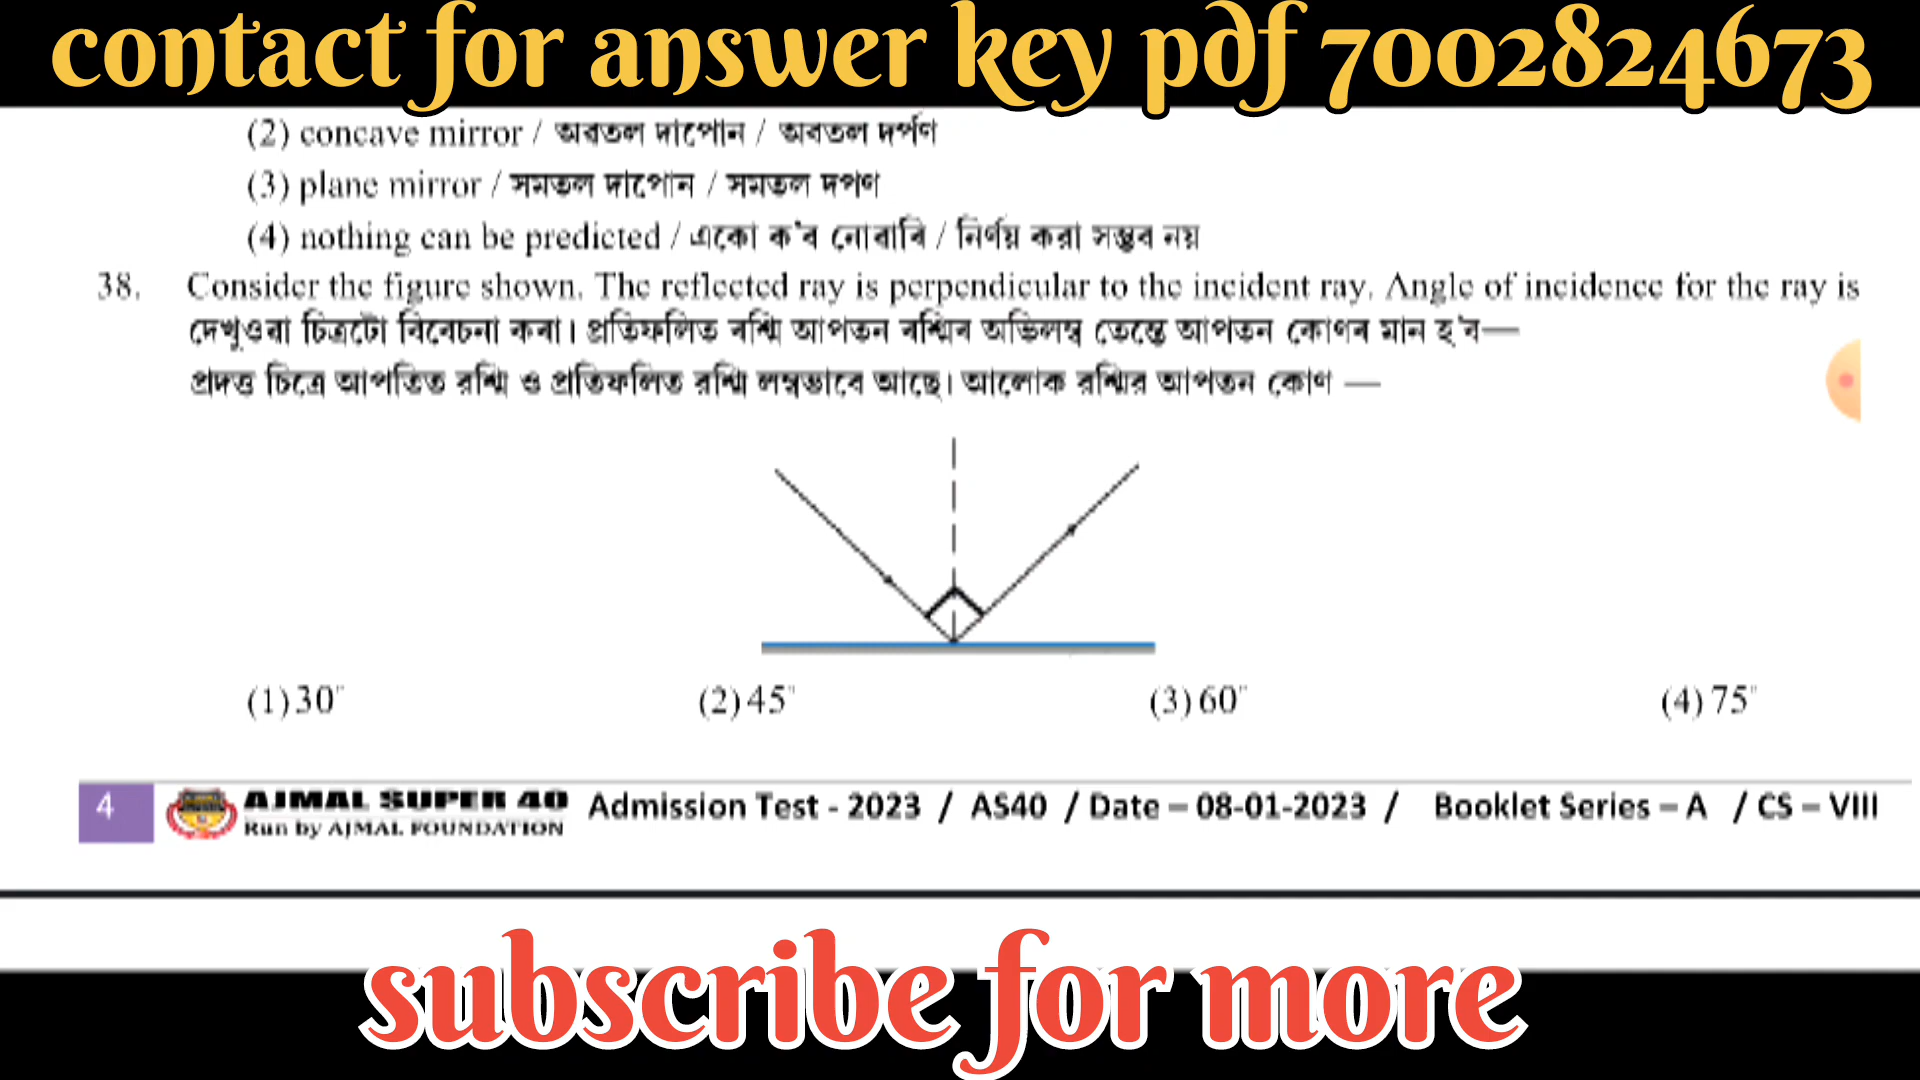 contact for answer key pdf 7002824673
(2) concave mirror / অৱতল দাপোন / অবতল দর্পণ
(3) plane mirror / সমতল দাপোন / সমতল দপণ
(4) nothing can be predicted / একো ক'ব নোৱাৰি / নির্ণয় করা সম্ভব নয়
38. Consider the figure shown. The reflected ray is perpendicular to the incident ray. Angle of incidence for the ray is
দেখুওৱা চিত্ৰটো বিবেচনা কৰা। প্ৰতিফলিত ৰশ্মি আপতন ৰশ্মিৰ অভিলম্ব তেন্তে আপতন কোণৰ মান হ'ব—
প্রদত্ত চিত্রে আপতিত রশ্মি ও প্রতিফলিত রশ্মি লম্বভাবে আছে। আলোক রশ্মির আপতন কোণ —
(1) 30° (2) 45° (3) 60° (4) 75°
4 AJMAL SUPER 40 Admission Test - 2023 / AS40 / Date – 08-01-2023 / Booklet Series – A / CS – VIII
Run by AJMAL FOUNDATION
subscribe for more